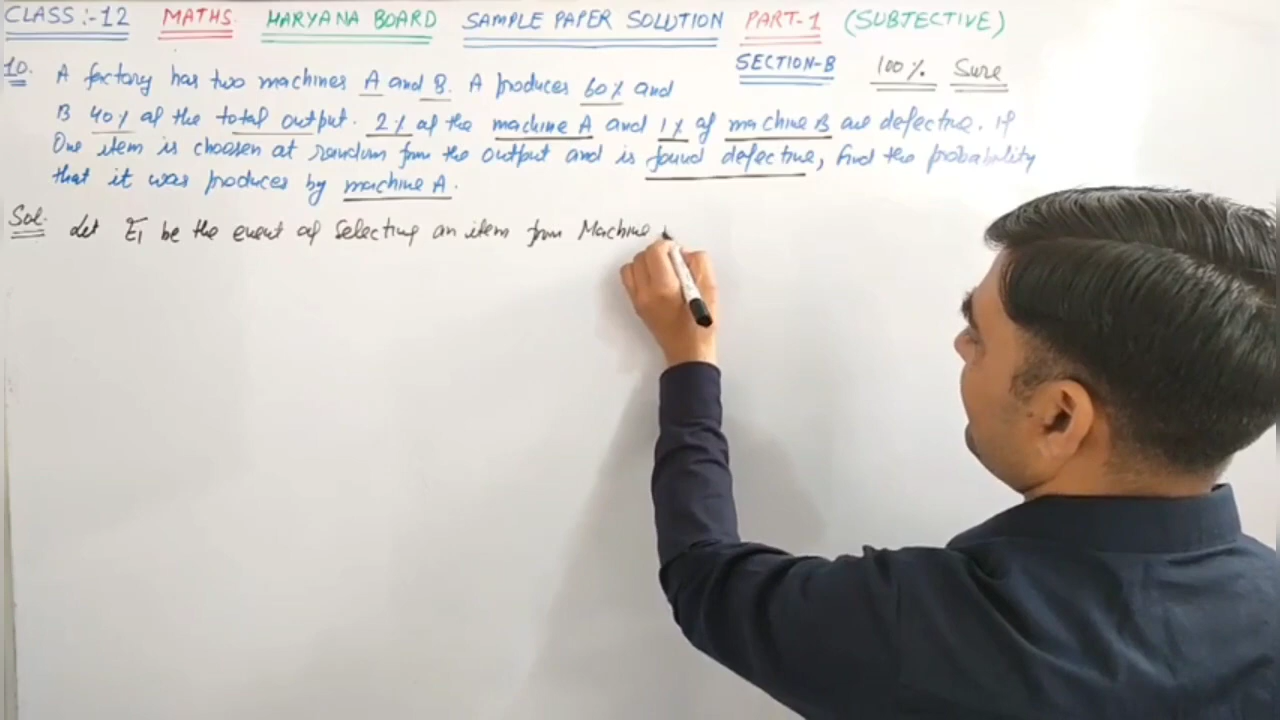 CLASS:-12 MATHS. HARYANA BOARD SAMPLE PAPER SOLUTION PART-1 (SUBJECTIVE)
SECTION-B 100% Sure
10. A factory has two machines A and B. A produces 60% and
B 40% of the total output. 2% of the machine A and 1% of machine B are defective. If
One item is choosen at random from the output and is found defective, find the probability
that it was produces by machine A.
Sol. Let E1 be the event of selecting an item from Machine